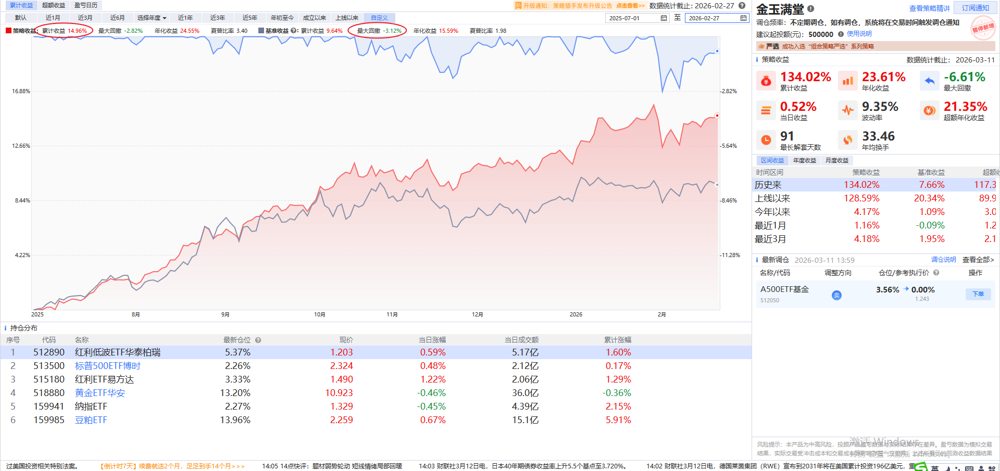 累计收益 超额收益 盈亏日历
升级通知：策略猎手发布升级公告 点击查看>> 数据统计截止: 2026-02-27
默认 近1月 近3月 近6月 选择年度 近1年 近3年 近5年 年初至今 成立以来 上线以来 自定义 2025-07-01 至 2026-02-27
策略收益: 累计收益 14.96% 最大回撤 -2.82% 年化收益 24.55% 夏普比率 3.40 基准收益 : 累计收益 9.64% 最大回撤 -3.12% 年化收益 15.59% 夏普比率 1.98
16.88% -2.82%
12.66% -5.64%
8.44% -8.46%
4.22% -11.28%
2025 8月 9月 10月 11月 12月 2026 2月
持仓分布
序号 代码 名称 最新仓位 现价 当日涨幅 当日成交额 累计涨幅
1 512890 红利低波ETF华泰柏瑞 5.37% 1.203 0.59% 5.17亿 1.60%
2 513500 标普500ETF博时 2.26% 2.324 0.48% 2.12亿 0.17%
3 515180 红利ETF易方达 3.33% 1.490 1.22% 2.06亿 1.29%
4 518880 黄金ETF华安 13.20% 10.923 -0.46% 36.0亿 -0.36%
5 159941 纳指ETF 2.27% 1.329 -0.45% 4.39亿 2.15%
6 159985 豆粕ETF 13.96% 2.259 0.67% 15.1亿 5.91%
金玉满堂 查看策略精讲 订阅通知
调仓频率: 不定期调仓，如有调仓，系统将在交易时间触发调仓通知
建议起投额(元): 500000 使用说明
暂停新增
严选 成功入选“组合策略严选”系列策略
策略收益 数据统计截止: 2026-03-11
134.02% 累计收益
23.61% 年化收益
-6.61% 最大回撤
0.52% 当日收益
9.35% 波动率
21.35% 超额年化收益
91 最长解套天数
33.46 年均换手
区间收益 年度收益 月度收益
时间区间 策略收益 基准收益 超额
历史来 134.02% 7.66% 117.3
上线以来 128.59% 20.34% 89.9
今年以来 4.17% 1.09% 3.0
最近1月 1.16% -0.09% 1.2
最近3月 4.18% 1.95% 2.1
最新调仓 2026-03-11 13:59 调仓说明 查看全部>
名称/代码 调整方向 仓位/参考执行价 操作
A500ETF基金 卖 3.56% 0.00% 下单
512050 1.243
激活 Windows
风险提示：本产品为中高风险，投顾产品盈亏数据与实际结果存在差异。盈亏数据为模拟交易
结果，实际交易受冲击成本和交易成本等影响存在一定差异，上述所展示的回测收益数据结果
过美国投资相关特别法案。 【倒计时7天】续费就送2个月，足足到手14个月>>> 14:05 14点快评：题材弱势轮动 短线情绪局部回暖 14:03 财联社3月12日电，日本40年期债券收益率上升5.5个基点至3.720%。 14:02 财联社3月12日电，德国莱茵集团（RWE）宣布到2031年将在美国累计投资196亿美元，重
英